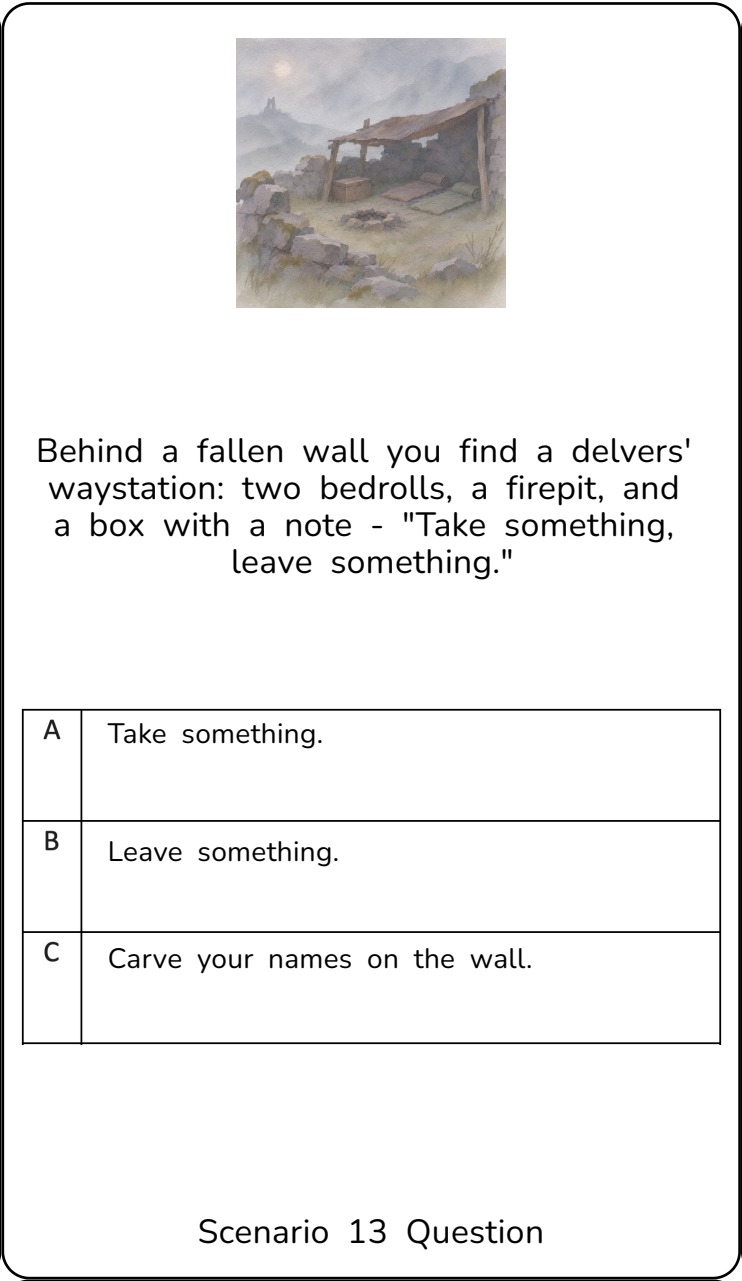 Behind a fallen wall you find a delvers'
waystation: two bedrolls, a firepit, and
a box with a note - "Take something,
leave something."
A Take something.
B Leave something.
C Carve your names on the wall.
Scenario 13 Question